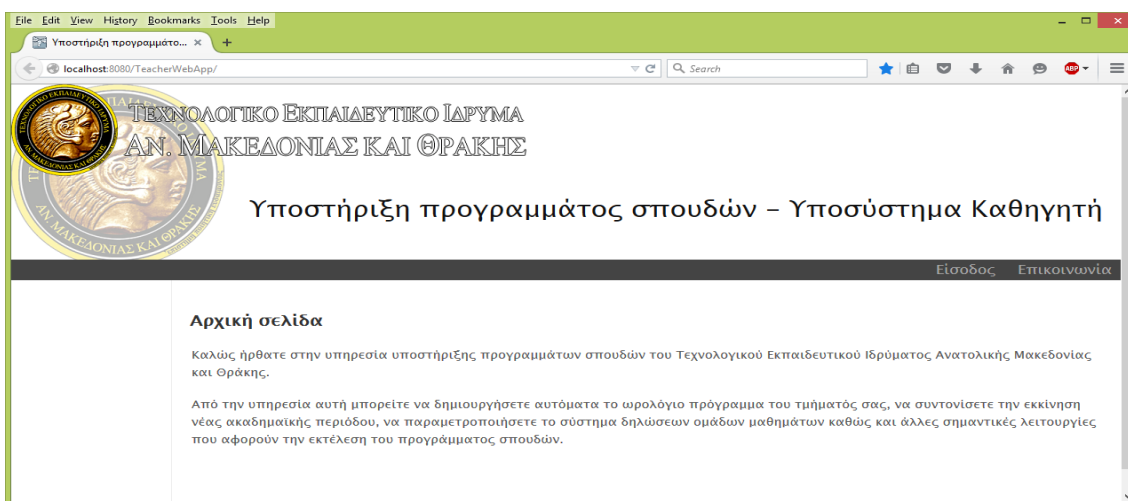 File Edit View History Bookmarks Tools Help
Υποστήριξη προγραμμάτο... × +
localhost:8080/TeacherWebApp/ Search ABP
ΤΕΧΝΟΛΟΓΙΚΟ ΕΚΠΑΙΔΕΥΤΙΚΟ ΙΔΡΥΜΑ
ΑΝ. ΜΑΚΕΔΟΝΙΑΣ ΚΑΙ ΘΡΑΚΗΣ
Υποστήριξη προγραμμάτος σπουδών – Υποσύστημα Καθηγητή
Είσοδος Επικοινωνία
Αρχική σελίδα
Καλώς ήρθατε στην υπηρεσία υποστήριξης προγραμμάτων σπουδών του Τεχνολογικού Εκπαιδευτικού Ιδρύματος Ανατολικής Μακεδονίας
και Θράκης.
Από την υπηρεσία αυτή μπορείτε να δημιουργήσετε αυτόματα το ωρολόγιο πρόγραμμα του τμήματός σας, να συντονίσετε την εκκίνηση
νέας ακαδημαϊκής περιόδου, να παραμετροποιήσετε το σύστημα δηλώσεων ομάδων μαθημάτων καθώς και άλλες σημαντικές λειτουργίες
που αφορούν την εκτέλεση του προγράμματος σπουδών.